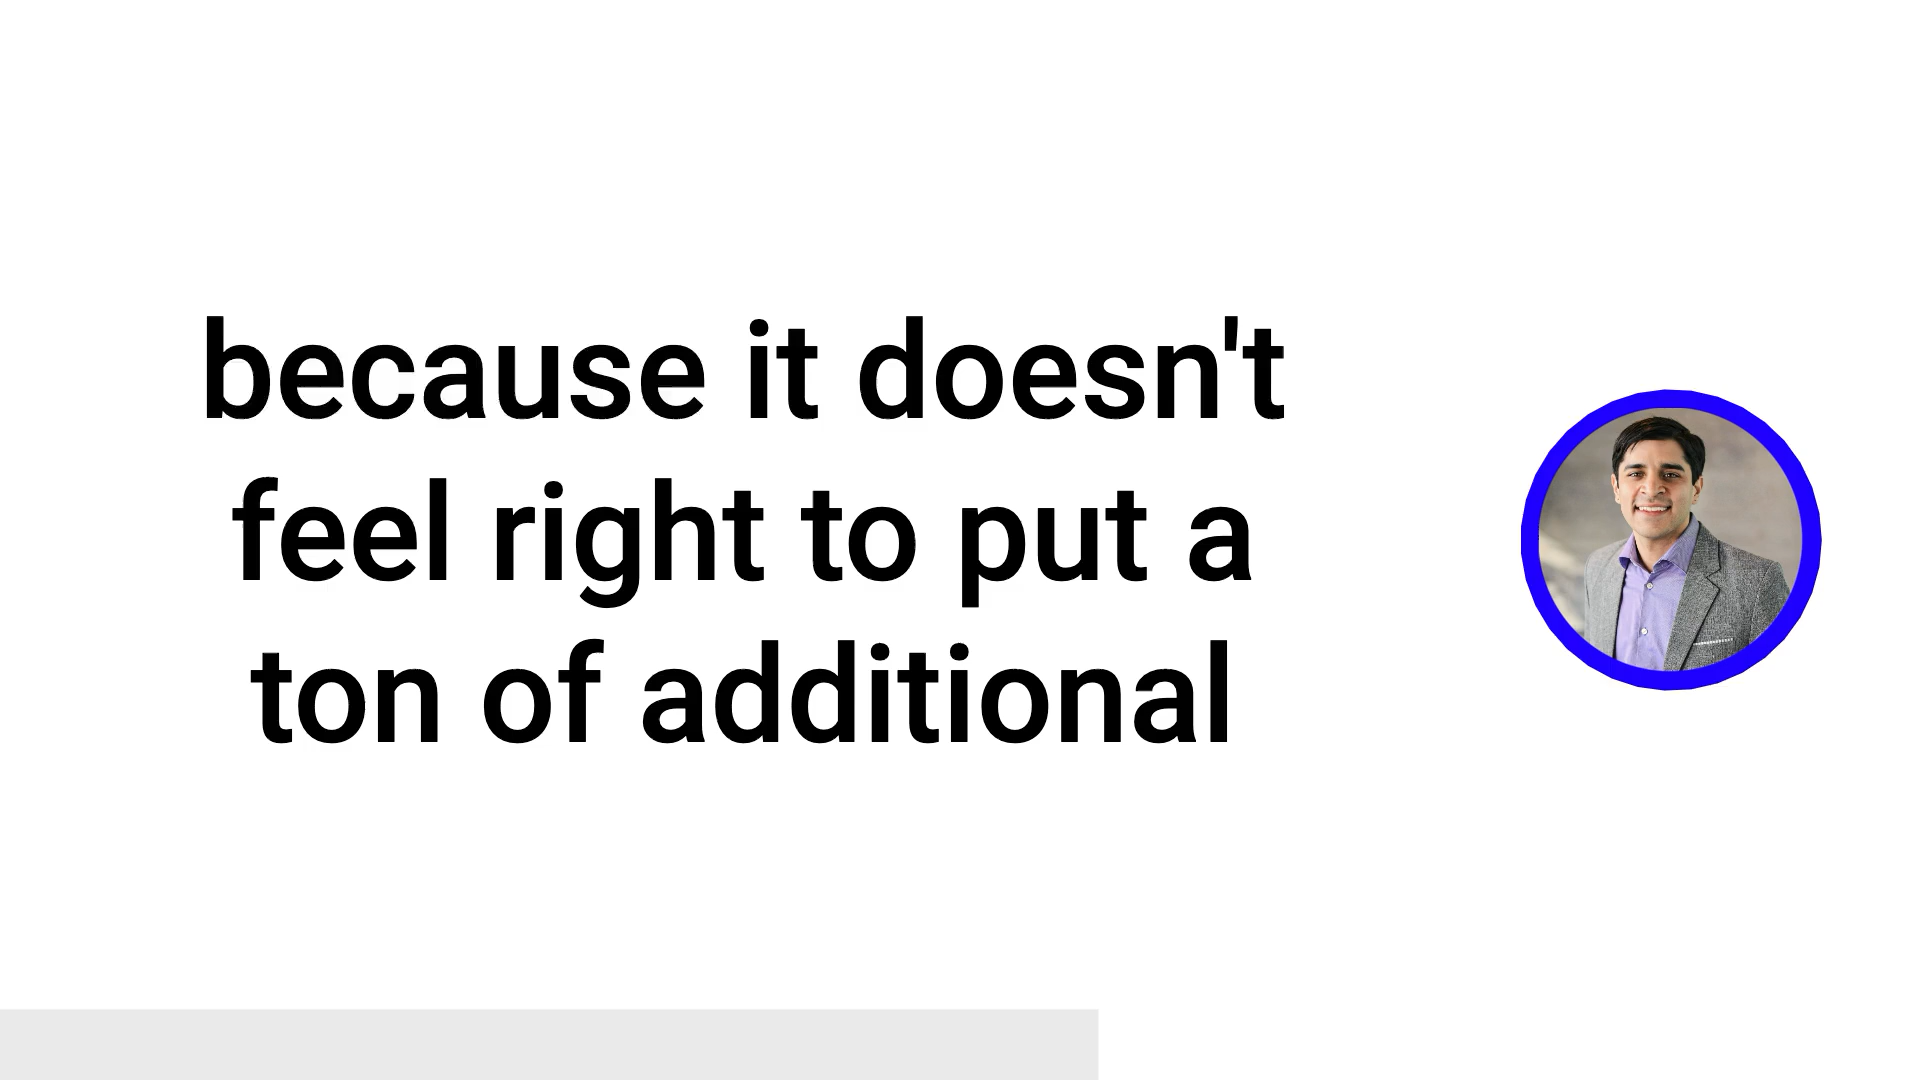 because it doesn't
feel right to put a
ton of additional